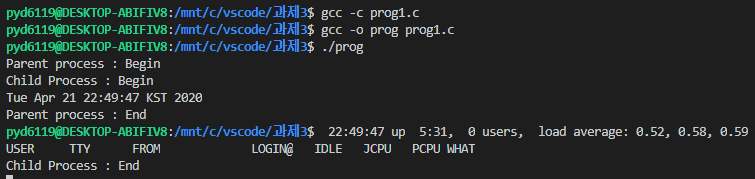 pyd6119@DESKTOP-ABIFIV8:/mnt/c/vscode/과제3$ gcc -c prog1.c
pyd6119@DESKTOP-ABIFIV8:/mnt/c/vscode/과제3$ gcc -o prog prog1.c
pyd6119@DESKTOP-ABIFIV8:/mnt/c/vscode/과제3$ ./prog
Parent process : Begin
Child Process : Begin
Tue Apr 21 22:49:47 KST 2020
Parent process : End
pyd6119@DESKTOP-ABIFIV8:/mnt/c/vscode/과제3$  22:49:47 up  5:31,  0 users,  load average: 0.52, 0.58, 0.59
USER     TTY      FROM             LOGIN@   IDLE   JCPU   PCPU WHAT
Child Process : End